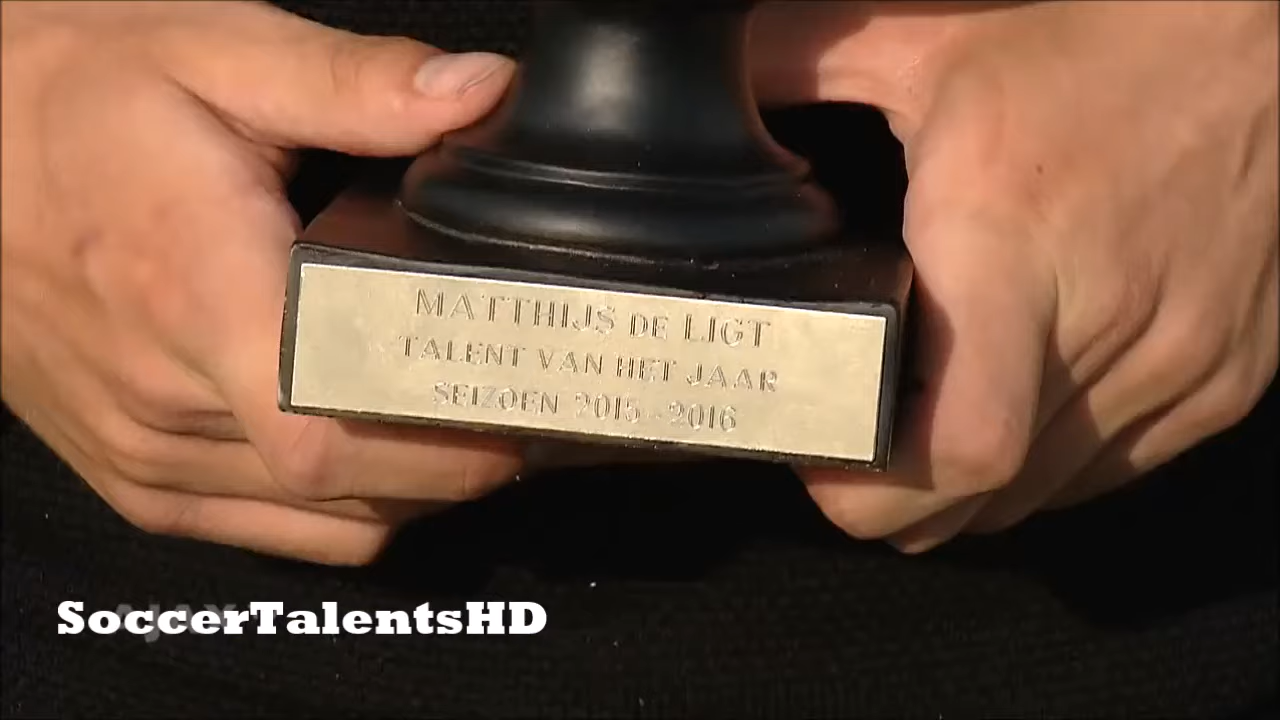 MATTHIJS DE LIGT
TALENT VAN HET JAAR
SEIZOEN 2015-2016
SoccerTalentsHD